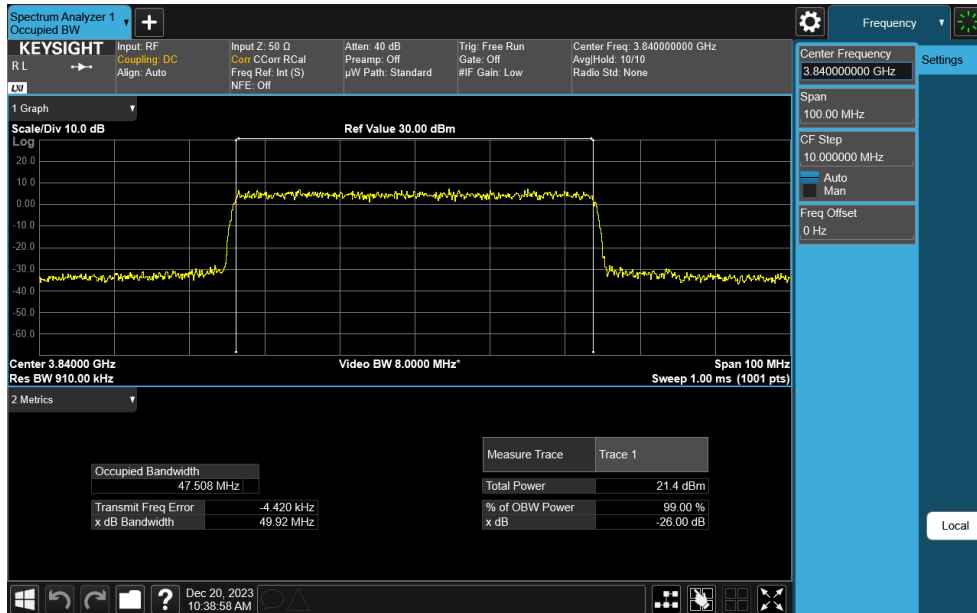 Spectrum Analyzer 1
Occupied BW
Frequency
KEYSIGHT
R L
LXI
Input: RF
Coupling: DC
Align: Auto
Input Z: 50 Ω
Corr CCorr RCal
Freq Ref: Int (S)
NFE: Off
Atten: 40 dB
Preamp: Off
µW Path: Standard
Trig: Free Run
Gate: Off
#IF Gain: Low
Center Freq: 3.840000000 GHz
Avg|Hold: 10/10
Radio Std: None
Center Frequency
3.840000000 GHz
Settings
Span
100.00 MHz
CF Step
10.000000 MHz
Auto
Man
Freq Offset
0 Hz
Local
1 Graph
Scale/Div 10.0 dB
Ref Value 30.00 dBm
Log
20.0
10.0
0.00
-10.0
-20.0
-30.0
-40.0
-50.0
-60.0
Center 3.84000 GHz
Video BW 8.0000 MHz*
Span 100 MHz
Res BW 910.00 kHz
Sweep 1.00 ms (1001 pts)
2 Metrics
Measure Trace Trace 1
Occupied Bandwidth
47.508 MHz
Total Power 21.4 dBm
Transmit Freq Error -4.420 kHz
% of OBW Power 99.00 %
x dB Bandwidth 49.92 MHz
x dB -26.00 dB
?
Dec 20, 2023
10:38:58 AM